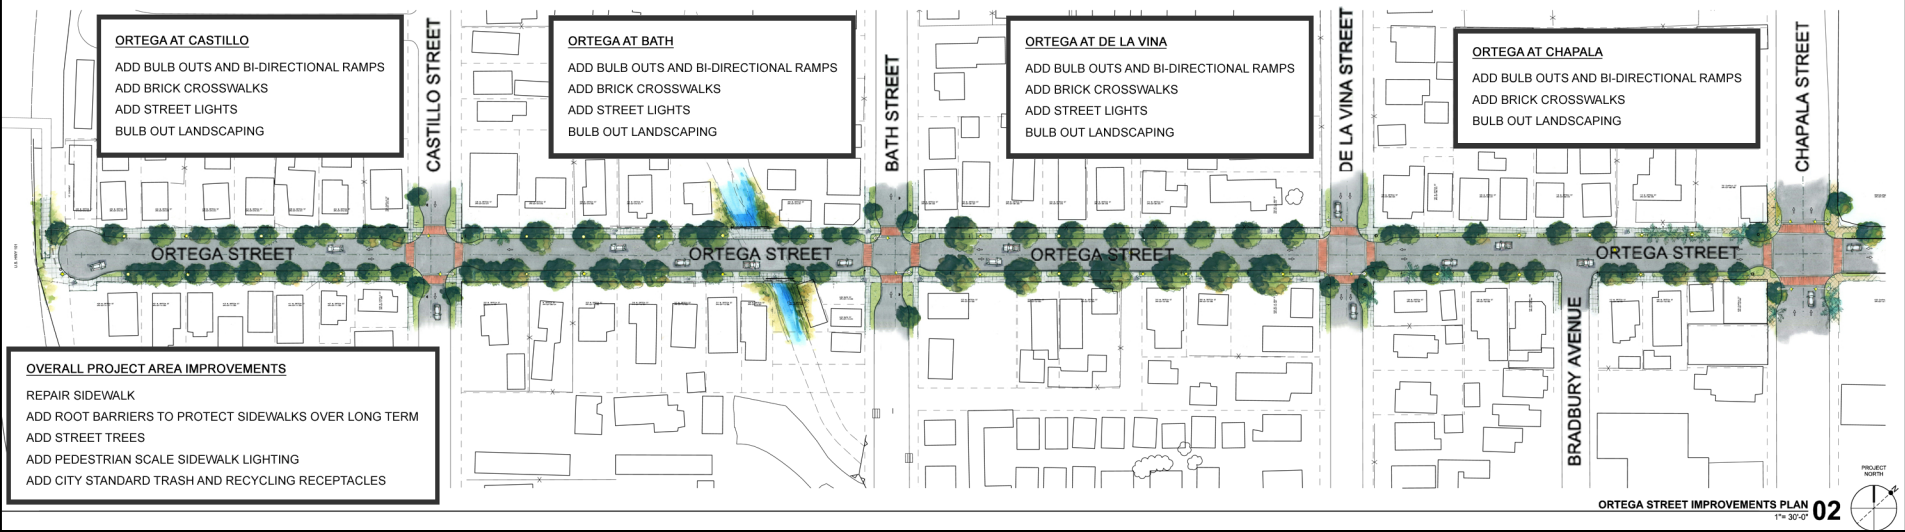 ORTEGA AT CASTILLO
ADD BULB OUTS AND BI-DIRECTIONAL RAMPS
ADD BRICK CROSSWALKS
ADD STREET LIGHTS
BULB OUT LANDSCAPING
CASTILLO STREET
ORTEGA AT BATH
ADD BULB OUTS AND BI-DIRECTIONAL RAMPS
ADD BRICK CROSSWALKS
ADD STREET LIGHTS
BULB OUT LANDSCAPING
BATH STREET
ORTEGA AT DE LA VINA
ADD BULB OUTS AND BI-DIRECTIONAL RAMPS
ADD BRICK CROSSWALKS
ADD STREET LIGHTS
BULB OUT LANDSCAPING
DE LA VINA STREET
ORTEGA AT CHAPALA
ADD BULB OUTS AND BI-DIRECTIONAL RAMPS
ADD BRICK CROSSWALKS
BULB OUT LANDSCAPING
CHAPALA STREET
U.S. HWY 101
ORTEGA STREET
ORTEGA STREET
ORTEGA STREET
ORTEGA STREET
BRADBURY AVENUE
OVERALL PROJECT AREA IMPROVEMENTS
REPAIR SIDEWALK
ADD ROOT BARRIERS TO PROTECT SIDEWALKS OVER LONG TERM
ADD STREET TREES
ADD PEDESTRIAN SCALE SIDEWALK LIGHTING
ADD CITY STANDARD TRASH AND RECYCLING RECEPTACLES
PROJECT
NORTH
N
ORTEGA STREET IMPROVEMENTS PLAN 02
1"= 30'-0"